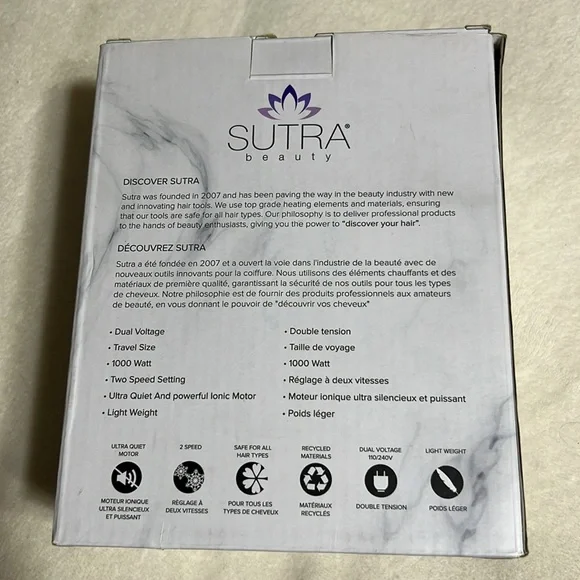 SUTRA®
beauty
DISCOVER SUTRA
Sutra was founded in 2007 and has been paving the way in the beauty industry with new
and innovating hair tools. We use top grade heating elements and materials, ensuring
that our tools are safe for all hair types. Our philosophy is to deliver professional products
to the hands of beauty enthusiasts, giving you the power to "discover your hair".
DÉCOUVREZ SUTRA
Sutra a été fondée en 2007 et a ouvert la voie dans l'industrie de la beauté avec de
nouveaux outils innovants pour la coiffure. Nous utilisons des éléments chauffants et des
matériaux de première qualité, garantissant la sécurité de nos outils pour tous les types
de cheveux. Notre philosophie est de fournir des produits professionnels aux amateurs
de beauté, en vous donnant le pouvoir de "découvrir vos cheveux"
• Dual Voltage
• Travel Size
• 1000 Watt
• Two Speed Setting
• Ultra Quiet And powerful Ionic Motor
• Light Weight
• Double tension
• Taille de voyage
• 1000 Watt
• Réglage à deux vitesses
• Moteur ionique ultra silencieux et puissant
• Poids léger
ULTRA QUIET
MOTOR
MOTEUR IONIQUE
ULTRA SILENCIEUX
ET PUISSANT
2 SPEED
RÈGLAGE À
DEUX VITESSES
SAFE FOR ALL
HAIR TYPES
POUR TOUS LES
TYPES DE CHEVEUX
RECYCLED
MATERIALS
MATÉRIAUX
RECYCLÉS
DUAL VOLTAGE
110/240V
DOUBLE TENSION
LIGHT WEIGHT
POIDS LÉGER